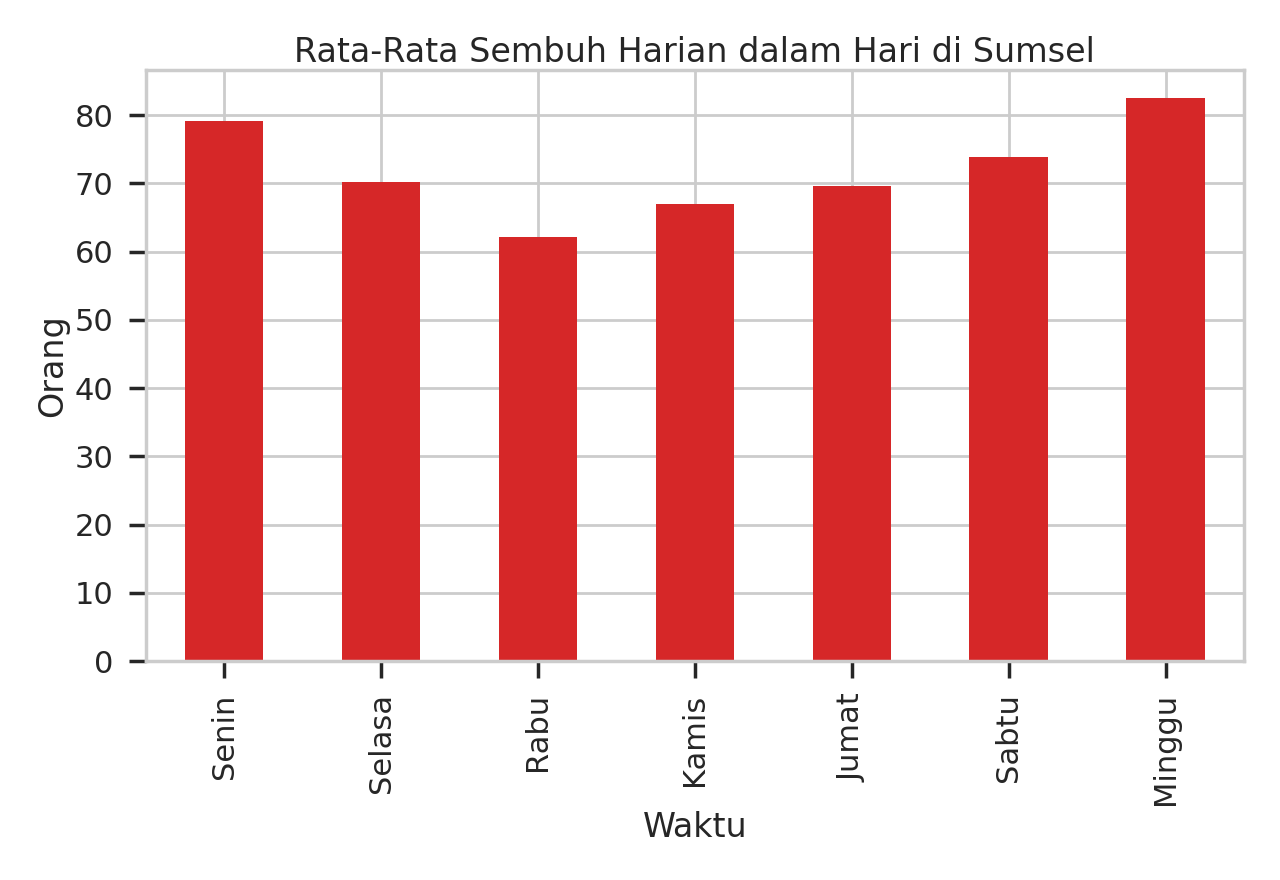 Rata-Rata Sembuh Harian dalam Hari di Sumsel
Orang
80
70
60
50
40
30
20
10
0
Senin
Selasa
Rabu
Kamis
Jumat
Sabtu
Minggu
Waktu